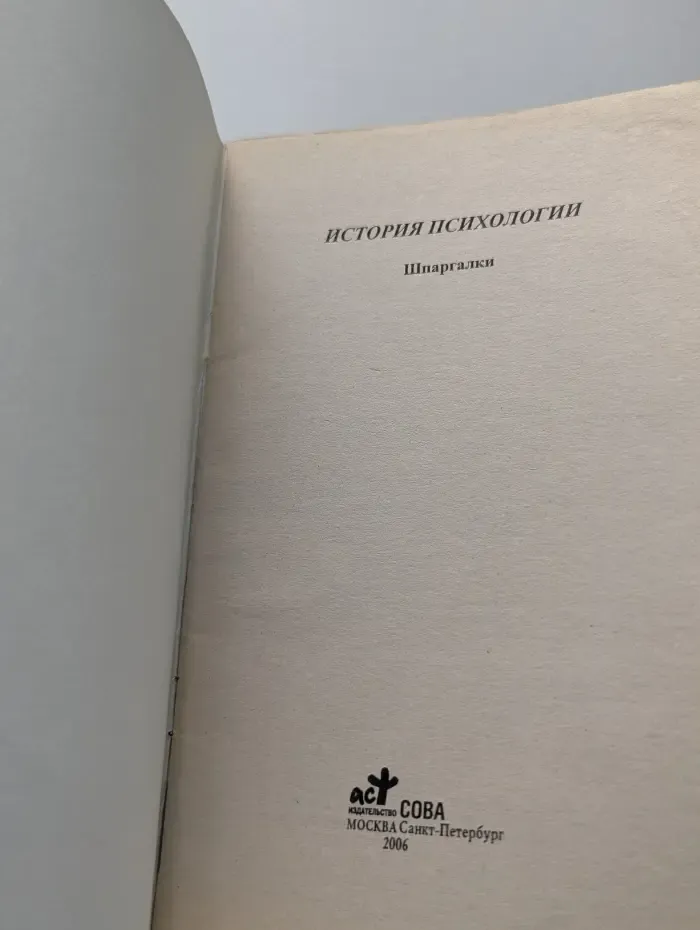 ИСТОРИЯ ПСИХОЛОГИИ
Шпаргалки
аст
ИЗДАТЕЛЬСТВО СОВА
МОСКВА Санкт-Петербург
2006